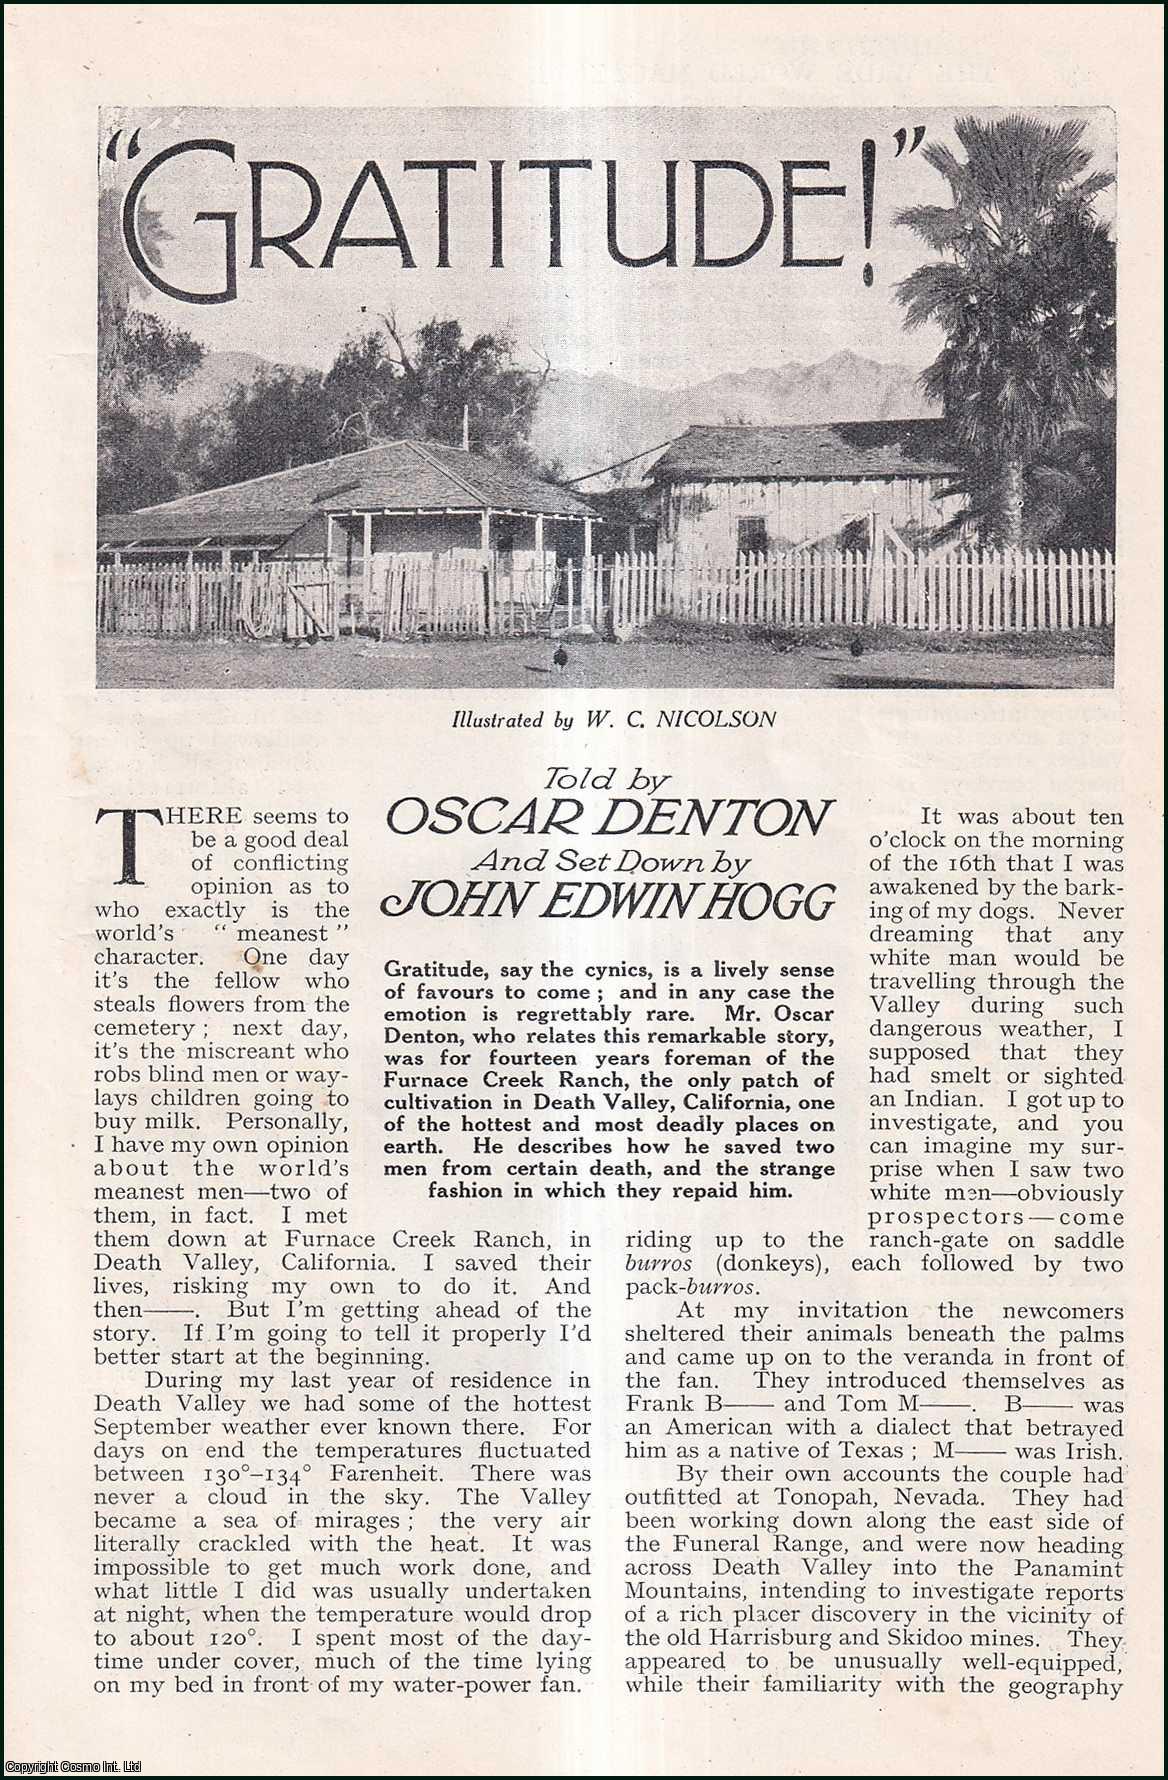 "GRATITUDE!"
Illustrated by W. C. NICOLSON
Told by
OSCAR DENTON
And Set Down by
JOHN EDWIN HOGG
Gratitude, say the cynics, is a lively sense
of favours to come ; and in any case the
emotion is regrettably rare. Mr. Oscar
Denton, who relates this remarkable story,
was for fourteen years foreman of the
Furnace Creek Ranch, the only patch of
cultivation in Death Valley, California, one
of the hottest and most deadly places on
earth. He describes how he saved two
men from certain death, and the strange
fashion in which they repaid him.
THERE seems to
be a good deal
of conflicting
opinion as to
who exactly is the
world's "meanest"
character. One day
it's the fellow who
steals flowers from the
cemetery ; next day,
it's the miscreant who
robs blind men or way-
lays children going to
buy milk. Personally,
I have my own opinion
about the world's
meanest men—two of
them, in fact. I met
them down at Furnace Creek Ranch, in
Death Valley, California. I saved their
lives, risking my own to do it. And
then——. But I'm getting ahead of the
story. If I'm going to tell it properly I'd
better start at the beginning.
During my last year of residence in
Death Valley we had some of the hottest
September weather ever known there. For
days on end the temperatures fluctuated
between 130°-134° Farenheit. There was
never a cloud in the sky. The Valley
became a sea of mirages ; the very air
literally crackled with the heat. It was
impossible to get much work done, and
what little I did was usually undertaken
at night, when the temperature would drop
to about 120°. I spent most of the day-
time under cover, much of the time lying
on my bed in front of my water-power fan.
It was about ten
o'clock on the morning
of the 16th that I was
awakened by the bark-
ing of my dogs. Never
dreaming that any
white man would be
travelling through the
Valley during such
dangerous weather, I
supposed that they
had smelt or sighted
an Indian. I got up to
investigate, and you
can imagine my sur-
prise when I saw two
white men—obviously
prospectors—come
riding up to the ranch-gate on saddle
burros (donkeys), each followed by two
pack-burros.
At my invitation the newcomers
sheltered their animals beneath the palms
and came up on to the veranda in front of
the fan. They introduced themselves as
Frank B—— and Tom M——. B—— was
an American with a dialect that betrayed
him as a native of Texas ; M—— was Irish.
By their own accounts the couple had
outfitted at Tonopah, Nevada. They had
been working down along the east side of
the Funeral Range, and were now heading
across Death Valley into the Panamint
Mountains, intending to investigate reports
of a rich placer discovery in the vicinity of
the old Harrisburg and Skidoo mines. They
appeared to be unusually well-equipped,
while their familiarity with the geography
Copyright Cosmo Int. Ltd